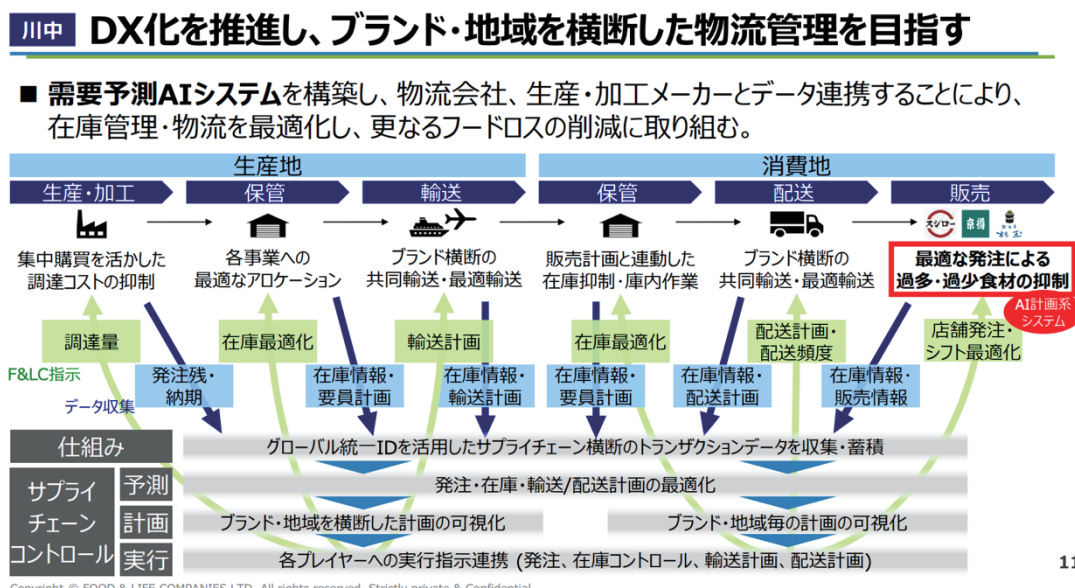 川中 DX化を推進し、ブランド・地域を横断した物流管理を目指す
■ 需要予測AIシステムを構築し、物流会社、生産・加工メーカーとデータ連携することにより、
在庫管理・物流を最適化し、更なるフードロスの削減に取り組む。
生産地
消費地
生産・加工
保管
輸送
保管
配送
販売
スシロー
京樽
杉玉
集中購買を活かした
調達コストの抑制
各事業への
最適なアロケーション
ブランド横断の
共同輸送・最適輸送
販売計画と連動した
在庫抑制・庫内作業
ブランド横断の
共同輸送・最適輸送
最適な発注による
過多・過少食材の抑制
AI計画系
システム
調達量
在庫最適化
輸送計画
在庫最適化
配送計画・
配送頻度
店舗発注・
シフト最適化
F&LC指示
データ収集
発注残・
納期
在庫情報・
要員計画
在庫情報・
輸送計画
在庫情報・
要員計画
在庫情報・
配送計画
在庫情報・
販売情報
仕組み
グローバル統一IDを活用したサプライチェーン横断のトランザクションデータを収集・蓄積
サプライ
チェーン
コントロール
予測
発注・在庫・輸送/配送計画の最適化
計画
ブランド・地域を横断した計画の可視化
ブランド・地域毎の計画の可視化
実行
各プレイヤーへの実行指示連携 (発注、在庫コントロール、輸送計画、配送計画)
11
Copyright © FOOD & LIFE COMPANIES LTD. All rights reserved. Strictly private & Confidential